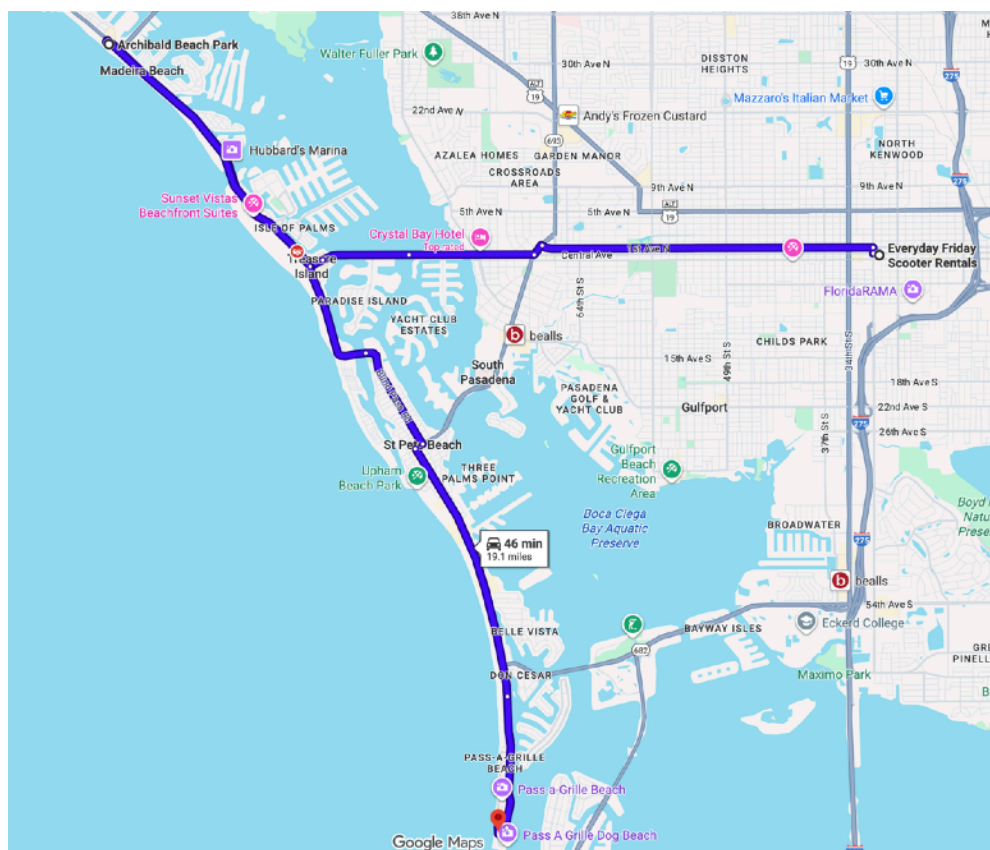 38th Ave N
Archibald Beach Park
Walter Fuller Park
DISSTON
HEIGHTS
19
30th Ave N
30th Ave N
Madeira Beach
275
ALT
19
Mazzaro's Italian Market
22nd Ave N
Andy's Frozen Custard
693
Hubbard's Marina
AZALEA HOMES
GARDEN MANOR
CROSSROADS
AREA
NORTH
KENWOOD
9th Ave N
9th Ave N
Sunset Vistas
Beachfront Suites
ALT
19
5th Ave N
5th Ave N
ISLE OF PALMS
Crystal Bay Hotel
Top-rated
1st Ave N
Central Ave
Everyday Friday
Scooter Rentals
Treasure
Island
FloridaRAMA
PARADISE ISLAND
64th St S
YACHT CLUB
ESTATES
bealls
CHILDS PARK
34th St S
49th St S
15th Ave S
South
Pasadena
PASADENA
GOLF &
YACHT CLUB
18th Ave S
Gulfport
22nd Ave S
275
26th Ave S
37th St S
St Pete Beach
Gulfport
Beach
Recreation
Area
THREE
PALMS POINT
Upham
Beach Park
Boca Ciega
Bay Aquatic
Preserve
BROADWATER
275
46 min
19.1 miles
bealls
54th Ave S
Eckerd College
BAYWAY ISLES
BELLE VISTA
682
DON CESAR
Maximo Park
PASS-A-GRILLE
BEACH
Pass a Grille Beach
Google Maps
Pass A Grille Dog Beach